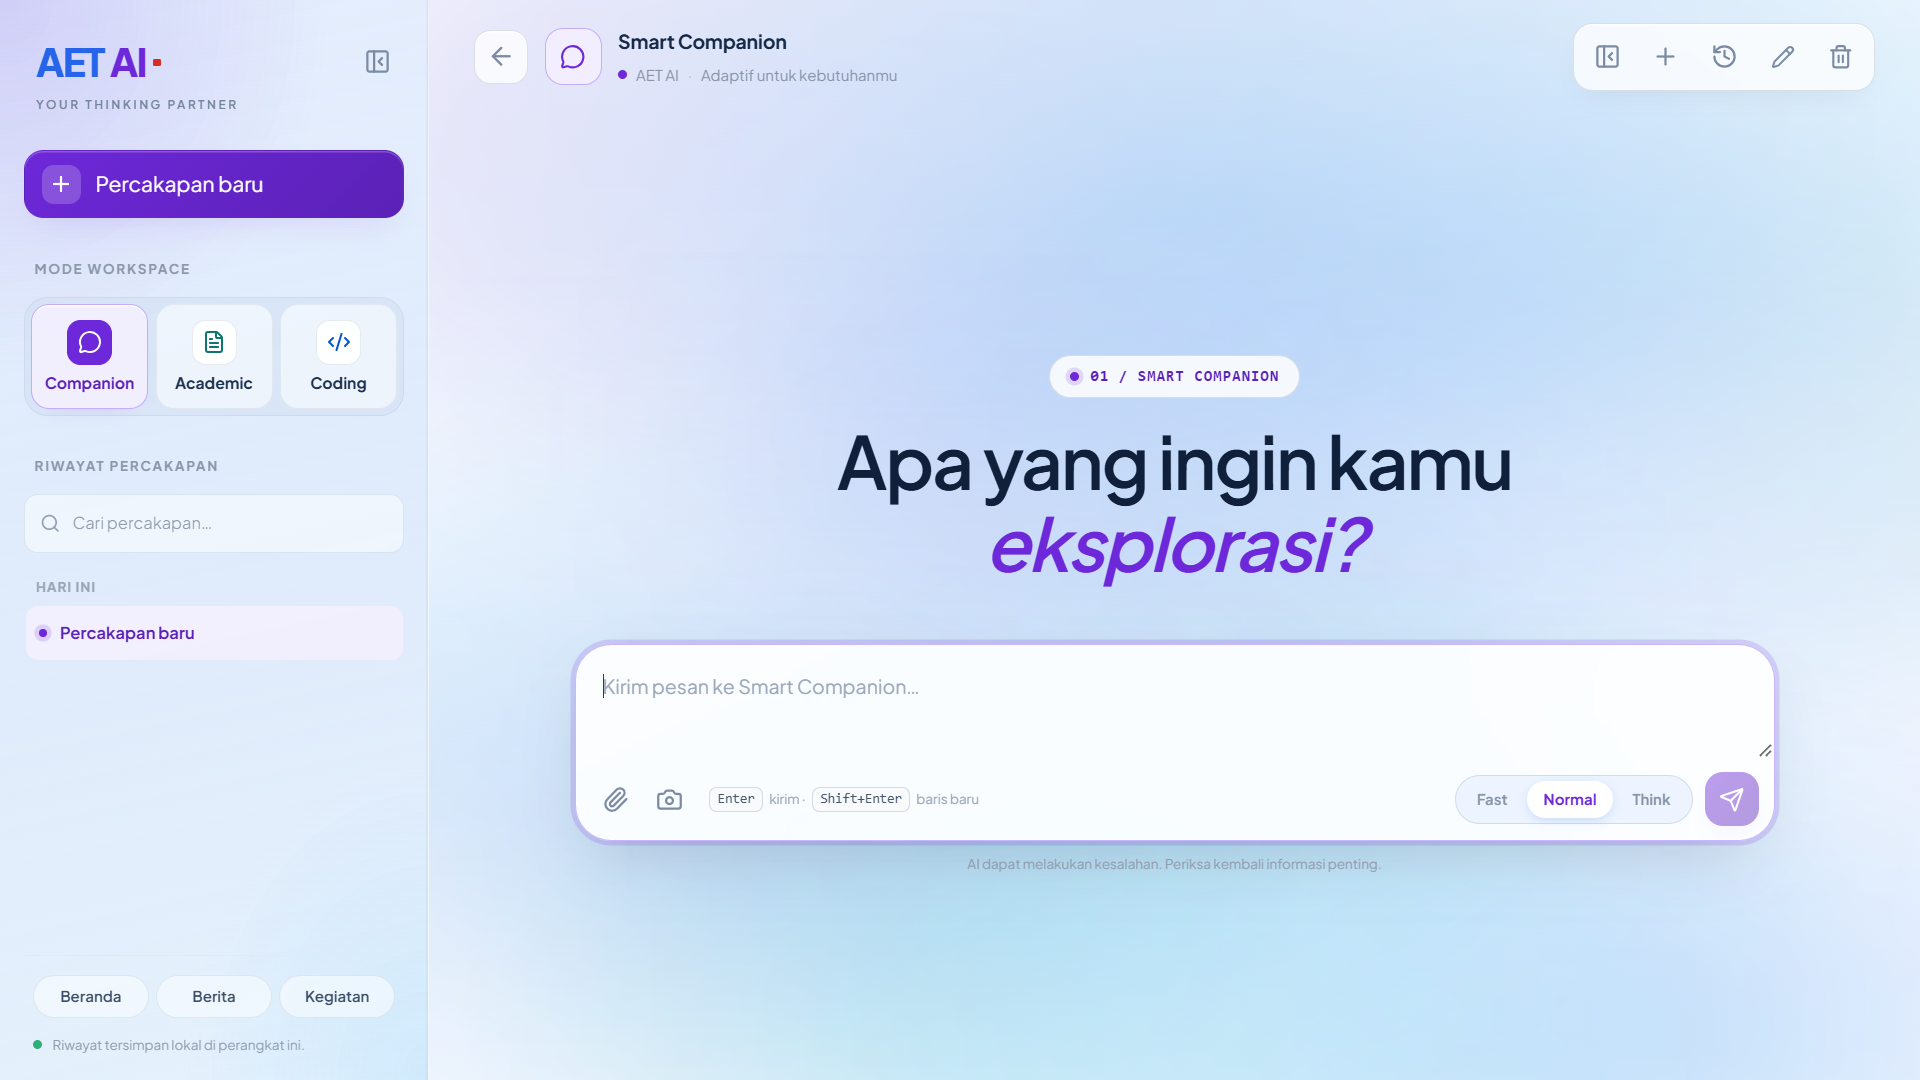 AET AI
YOUR THINKING PARTNER
Percakapan baru
MODE WORKSPACE
Companion
Academic
Coding
RIWAYAT PERCAKAPAN
Cari percakapan...
HARI INI
Percakapan baru
Beranda
Berita
Kegiatan
Riwayat tersimpan lokal di perangkat ini.
Smart Companion
AET AI · Adaptif untuk kebutuhanmu
01 / SMART COMPANION
Apa yang ingin kamu
eksplorasi?
Kirim pesan ke Smart Companion...
Enter kirim · Shift+Enter baris baru
Fast
Normal
Think
AI dapat melakukan kesalahan. Periksa kembali informasi penting.